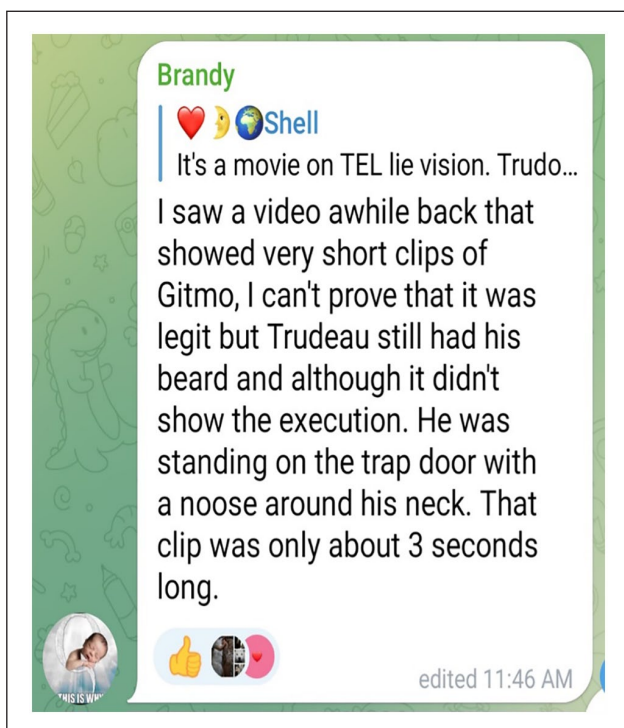 Brandy
❤️🌛🌍Shell
It's a movie on TEL lie vision. Trudo...
I saw a video awhile back that
showed very short clips of
Gitmo, I can't prove that it was
legit but Trudeau still had his
beard and although it didn't
show the execution. He was
standing on the trap door with
a noose around his neck. That
clip was only about 3 seconds
long.
edited 11:46 AM
THIS IS WHY